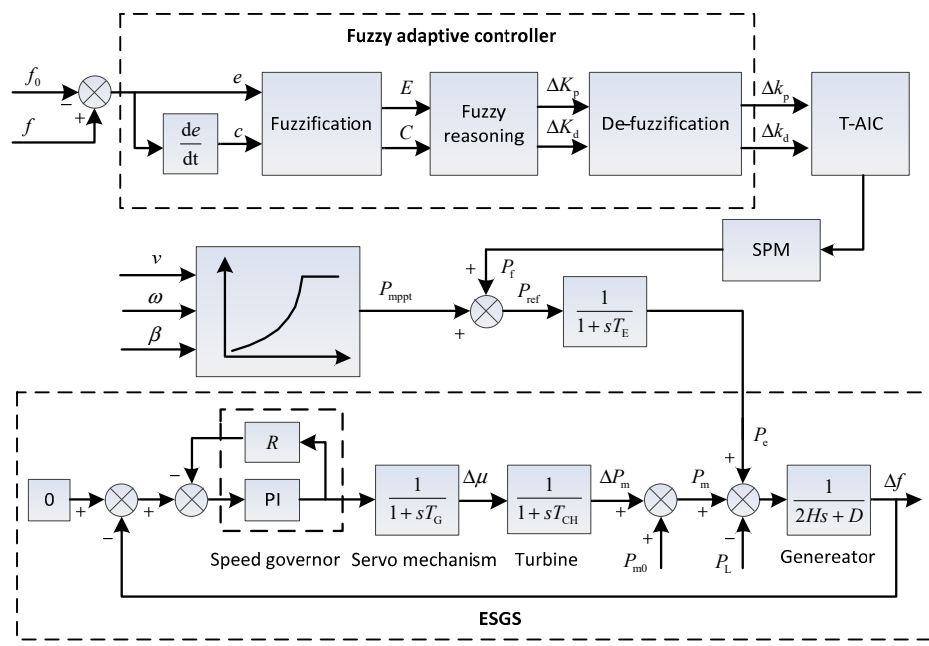 Fuzzy adaptive controller
f0
−
+
f
e
de
dt
c
Fuzzification
E
C
Fuzzy
reasoning
ΔKp
ΔKd
De-fuzzification
Δkp
Δkd
T-AIC
SPM
v
ω
β
Pmppt
+
+
Pf
Pref
1
1+sTE
Pe
0
+
−
+
−
R
PI
Speed governor
1
1+sTG
Servo mechanism
Δμ
1
1+sTCH
Turbine
ΔPm
+
+
Pm0
Pm
+
+
−
PL
1
2Hs+D
Genereator
Δf
ESGS